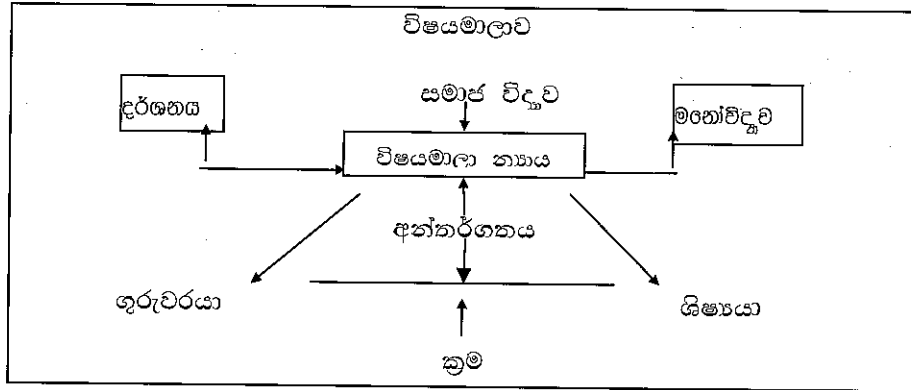 විෂයමාලාව
දර්ශනය
සමාජ විද්‍යාව
මනෝවිද්‍යාව
විෂයමාලා න්‍යාය
අන්තර්ගතය
ගුරුවරයා
ශිෂ්‍යයා
ක්‍රම